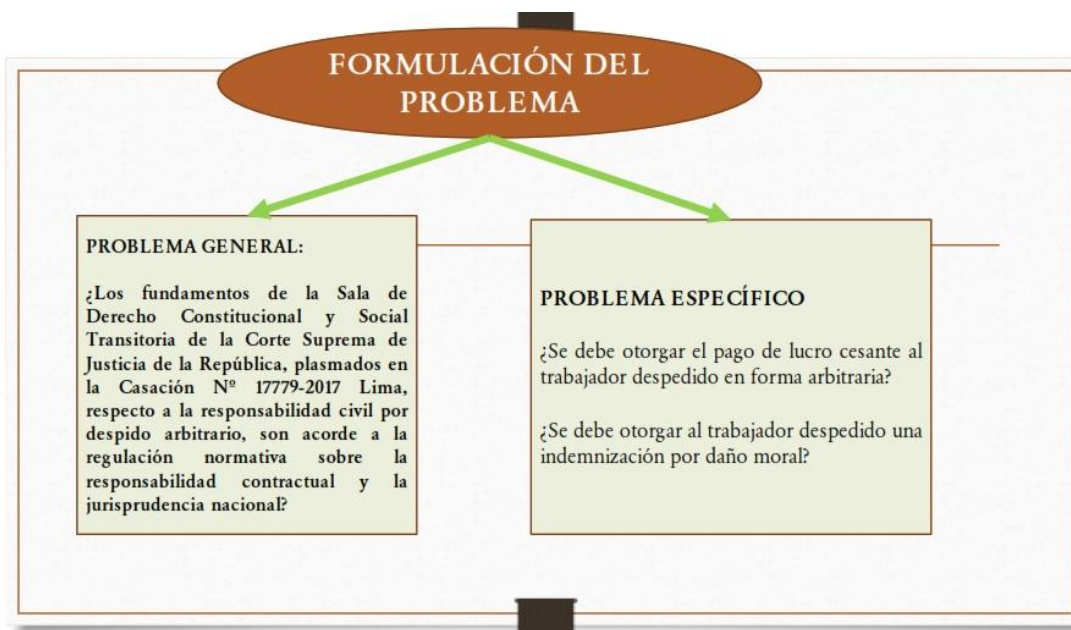 FORMULACIÓN DEL
PROBLEMA
PROBLEMA GENERAL:
¿Los fundamentos de la Sala de
Derecho Constitucional y Social
Transitoria de la Corte Suprema de
Justicia de la República, plasmados en
la Casación Nº 17779-2017 Lima,
respecto a la responsabilidad civil por
despido arbitrario, son acorde a la
regulación normativa sobre la
responsabilidad contractual y la
jurisprudencia nacional?
PROBLEMA ESPECÍFICO
¿Se debe otorgar el pago de lucro cesante al
trabajador despedido en forma arbitraria?
¿Se debe otorgar al trabajador despedido una
indemnización por daño moral?